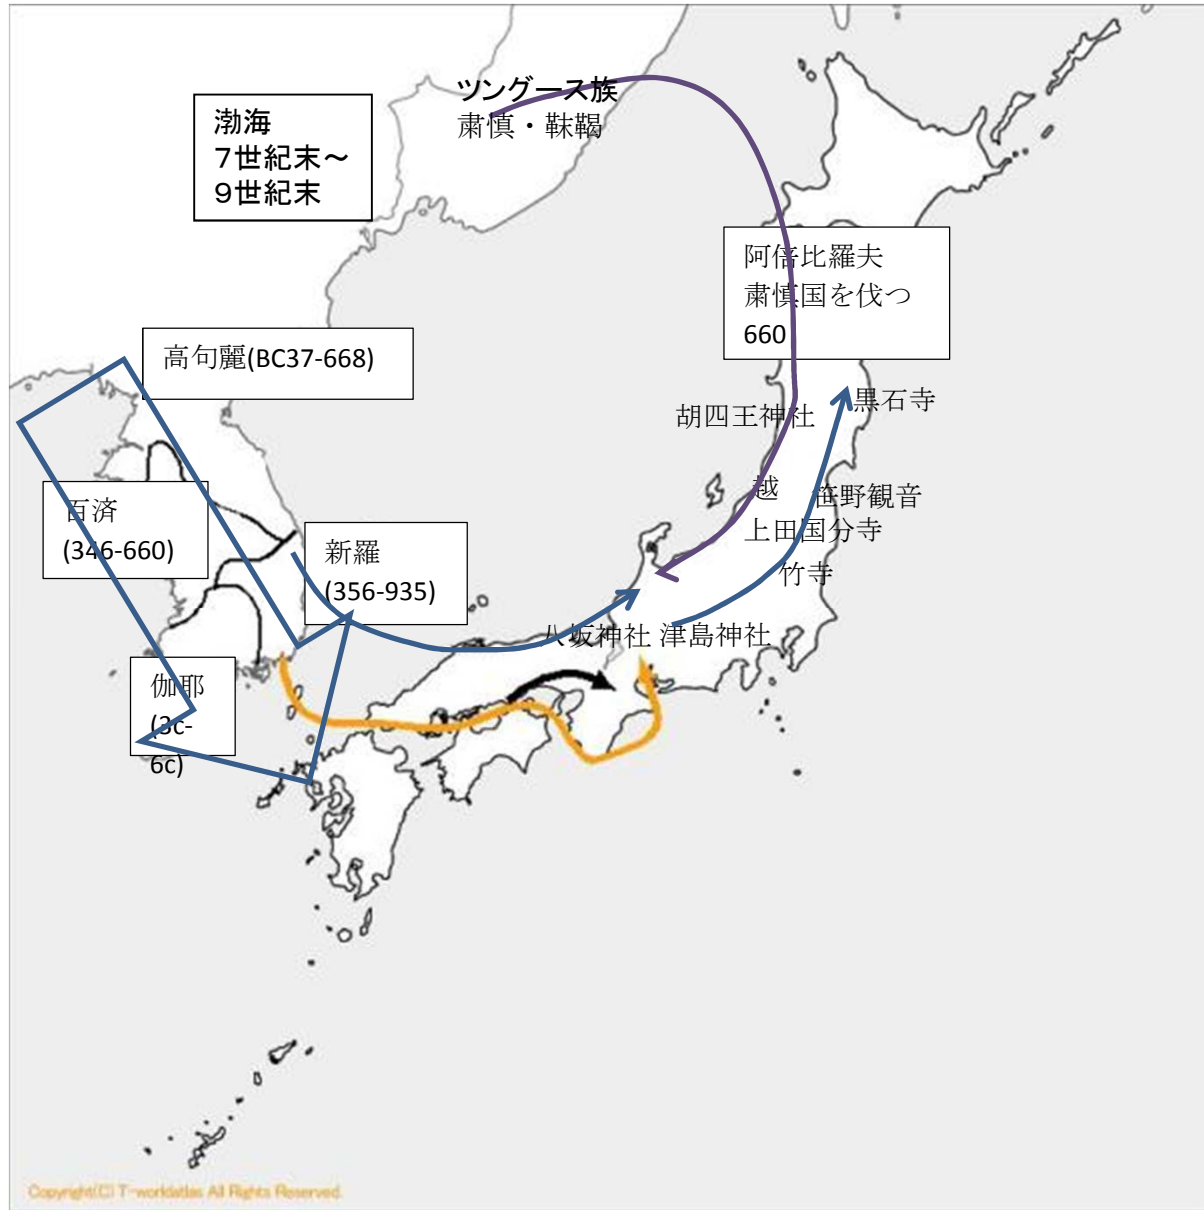 ツングース族
粛慎・靺鞨
渤海
7世紀末～
9世紀末
阿倍比羅夫
粛慎国を伐つ
660
高句麗(BC37-668)
胡四王神社
黒石寺
百済
(346-660)
越
笹野観音
上田国分寺
新羅
(356-935)
竹寺
八坂神社 津島神社
伽耶
(3c-
6c)
Copyright(C) T-worldatlas All Rights Reserved.